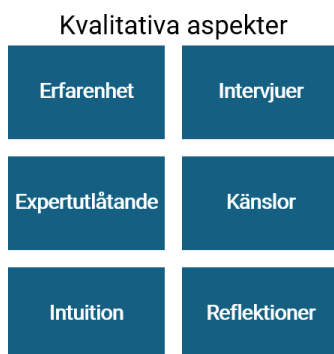 Kvalitativa aspekter
Erfarenhet
Intervjuer
Expertutlåtande
Känslor
Intuition
Reflektioner